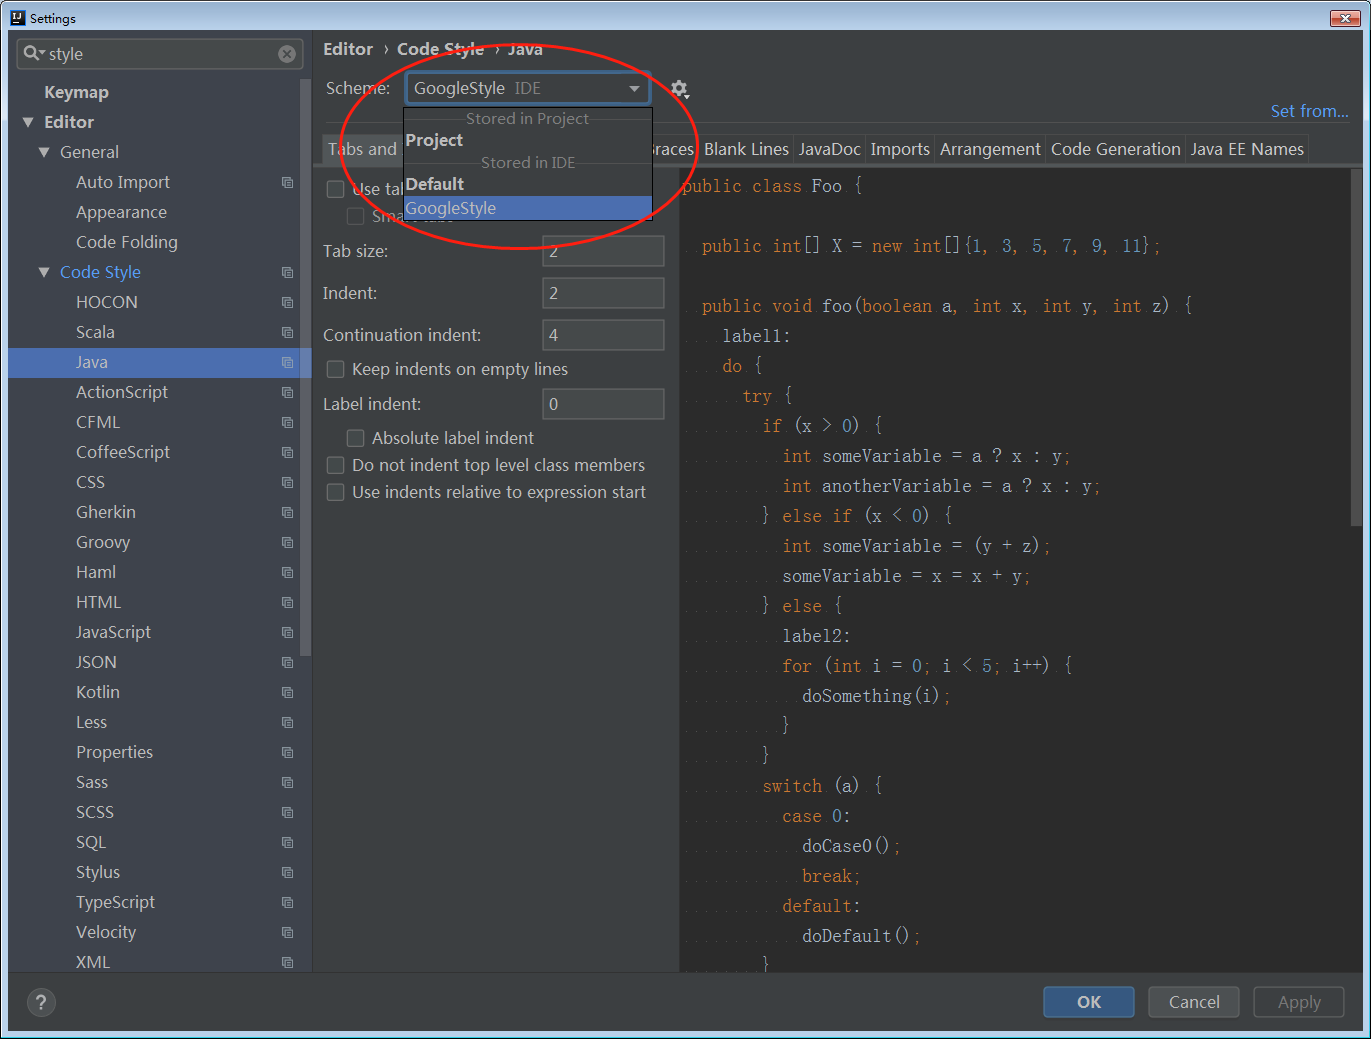 Settings
style
Keymap
Editor
General
Auto Import
Appearance
Code Folding
Code Style
HOCON
Scala
Java
ActionScript
CFML
CoffeeScript
CSS
Gherkin
Groovy
Haml
HTML
JavaScript
JSON
Kotlin
Less
Properties
Sass
SCSS
SQL
Stylus
TypeScript
Velocity
XML
Editor › Code Style › Java
Scheme: GoogleStyle IDE
Set from...
Stored in Project
Project
Stored in IDE
Default
GoogleStyle
Tabs and Braces Blank Lines JavaDoc Imports Arrangement Code Generation Java EE Names
Use tab
Smart tabs
Tab size: 2
Indent: 2
Continuation indent: 4
Keep indents on empty lines
Label indent: 0
Absolute label indent
Do not indent top level class members
Use indents relative to expression start
public class Foo {
public int[] X = new int[]{1, 3, 5, 7, 9, 11};
public void foo(boolean a, int x, int y, int z) {
label1:
do {
try {
if (x > 0) {
int someVariable = a ? x : y;
int anotherVariable = a ? x : y;
} else if (x < 0) {
int someVariable = (y + z);
someVariable = x = x + y;
} else {
label2:
for (int i = 0; i < 5; i++) {
doSomething(i);
}
}
switch (a) {
case 0:
doCase0();
break;
default:
doDefault();
}
?
OK Cancel Apply